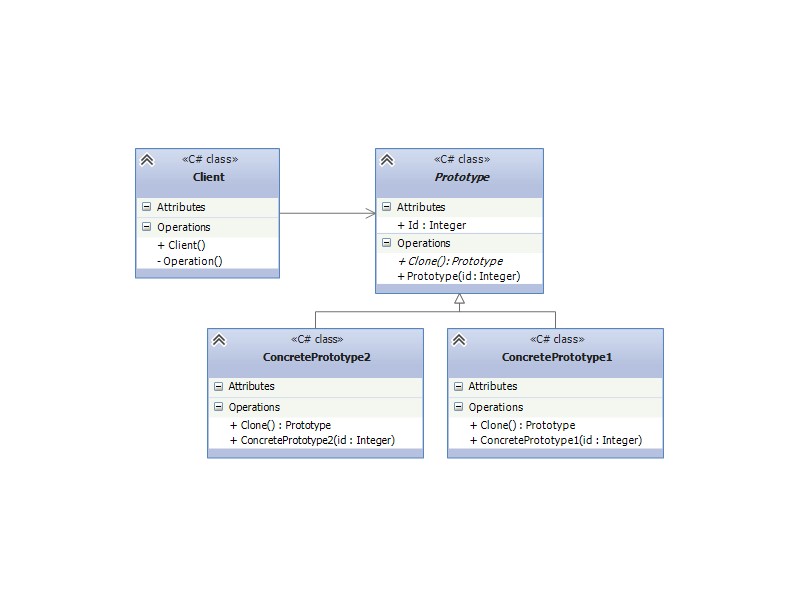 «C# class»
Client
Attributes
Operations
+ Client()
- Operation()
«C# class»
Prototype
Attributes
+ Id : Integer
Operations
+ Clone() : Prototype
+ Prototype(id : Integer)
«C# class»
ConcretePrototype2
Attributes
Operations
+ Clone() : Prototype
+ ConcretePrototype2(id : Integer)
«C# class»
ConcretePrototype1
Attributes
Operations
+ Clone() : Prototype
+ ConcretePrototype1(id : Integer)